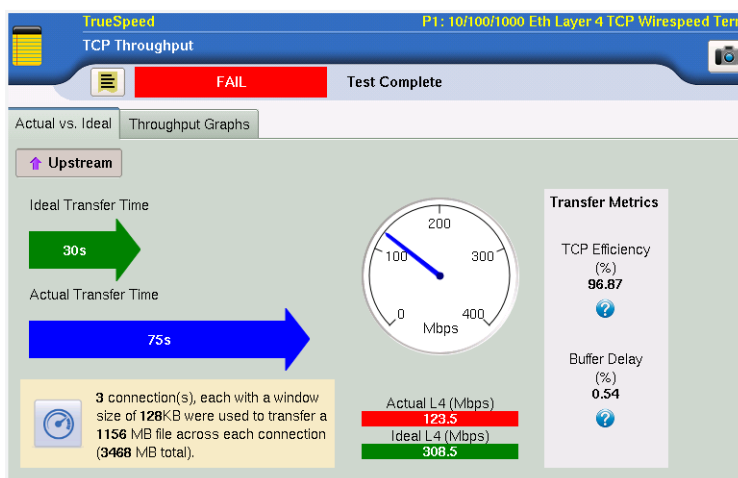 TrueSpeed
P1: 10/100/1000 Eth Layer 4 TCP Wirespeed Ter
TCP Throughput
FAIL
Test Complete
Actual vs. Ideal
Throughput Graphs
Upstream
Ideal Transfer Time
30s
Actual Transfer Time
75s
3 connection(s), each with a window
size of 128KB were used to transfer a
1156 MB file across each connection
(3468 MB total).
200
100
300
0
400
Mbps
Actual L4 (Mbps)
123.5
Ideal L4 (Mbps)
308.5
Transfer Metrics
TCP Efficiency
(%)
96.87
?
Buffer Delay
(%)
0.54
?